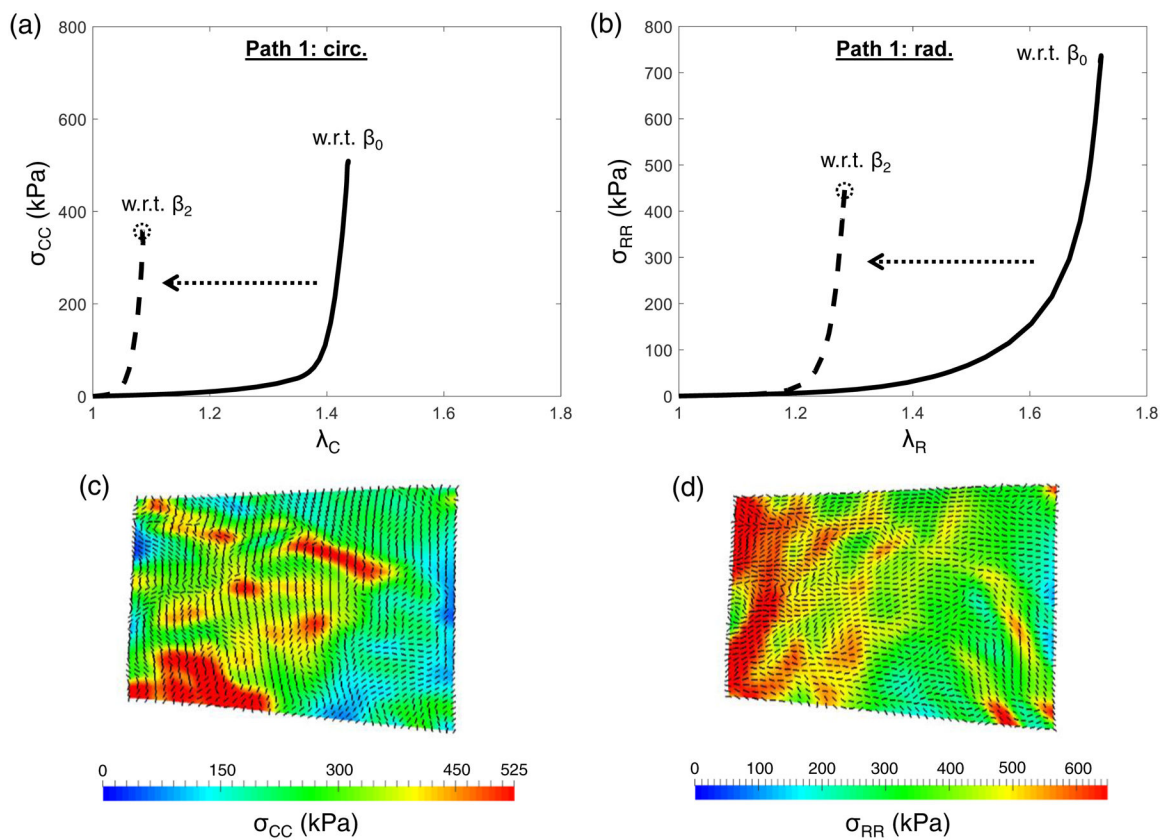 (a)
Path 1: circ.
800
600
400
200
0
σCC (kPa)
w.r.t. β0
w.r.t. β2
1
1.2
1.4
1.6
1.8
λC
(b)
Path 1: rad.
800
700
600
500
400
300
200
100
0
σRR (kPa)
w.r.t. β0
w.r.t. β2
1
1.2
1.4
1.6
1.8
λR
(c)
0 150 300 450 525
σCC (kPa)
(d)
0 100 200 300 400 500 600
σRR (kPa)